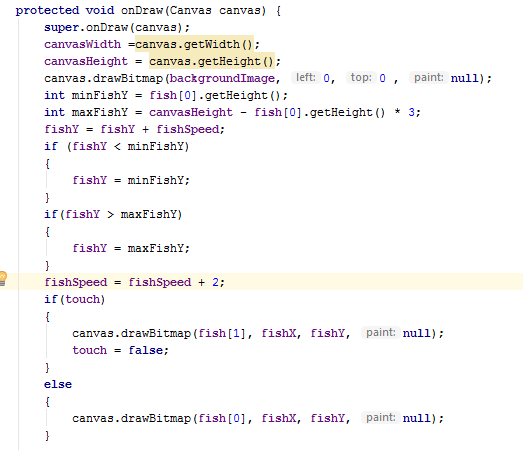 protected void onDraw(Canvas canvas) {
super.onDraw(canvas);
canvasWidth =canvas.getWidth();
canvasHeight = canvas.getHeight();
canvas.drawBitmap(backgroundImage, left: 0, top: 0 , paint: null);
int minFishY = fish[0].getHeight();
int maxFishY = canvasHeight - fish[0].getHeight() * 3;
fishY = fishY + fishSpeed;
if (fishY < minFishY)
{
fishY = minFishY;
}
if(fishY > maxFishY)
{
fishY = maxFishY;
}
fishSpeed = fishSpeed + 2;
if(touch)
{
canvas.drawBitmap(fish[1], fishX, fishY, paint: null);
touch = false;
}
else
{
canvas.drawBitmap(fish[0], fishX, fishY, paint: null);
}